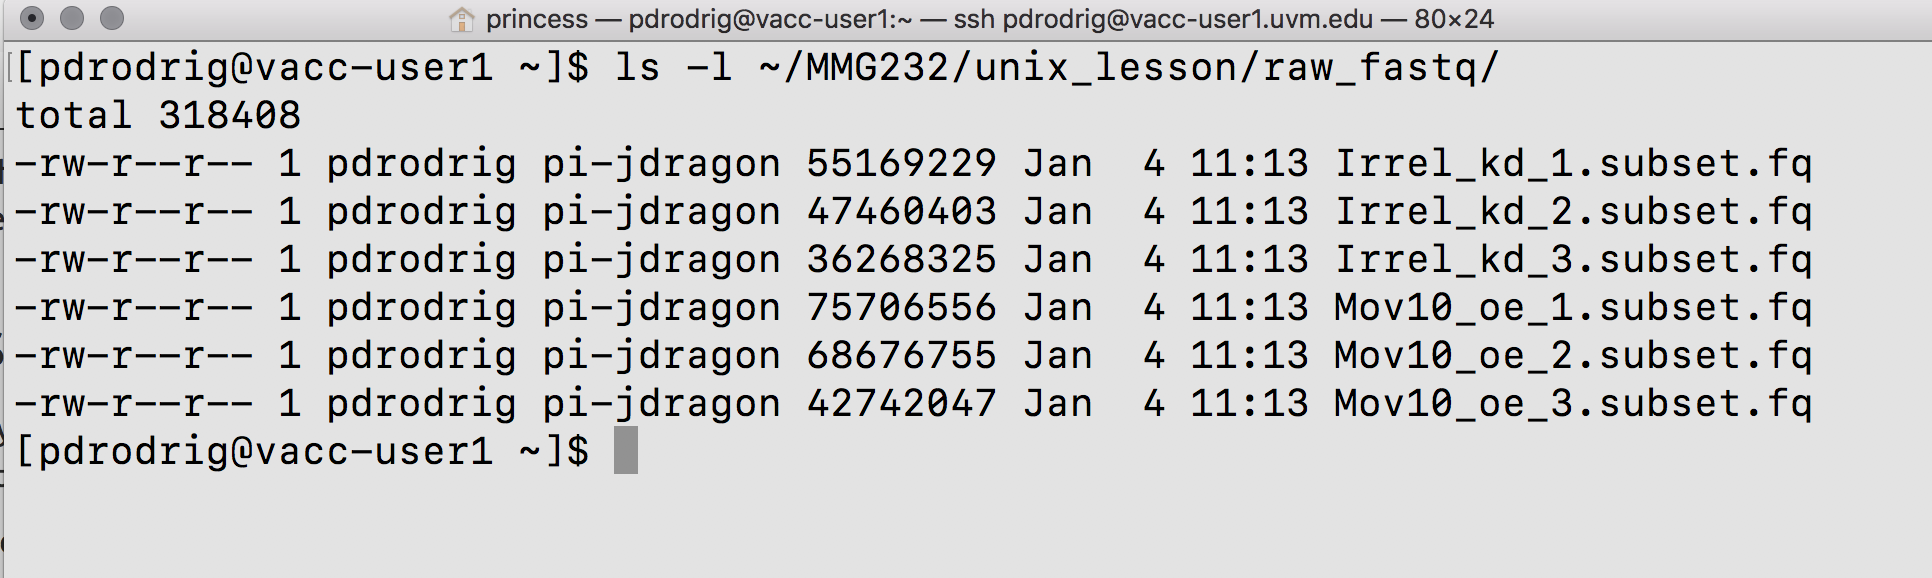 princess — pdrodrig@vacc-user1:~ — ssh pdrodrig@vacc-user1.uvm.edu — 80×24
[pdrodrig@vacc-user1 ~]$ ls -l ~/MMG232/unix_lesson/raw_fastq/
total 318408
-rw-r--r-- 1 pdrodrig pi-jdragon 55169229 Jan  4 11:13 Irrel_kd_1.subset.fq
-rw-r--r-- 1 pdrodrig pi-jdragon 47460403 Jan  4 11:13 Irrel_kd_2.subset.fq
-rw-r--r-- 1 pdrodrig pi-jdragon 36268325 Jan  4 11:13 Irrel_kd_3.subset.fq
-rw-r--r-- 1 pdrodrig pi-jdragon 75706556 Jan  4 11:13 Mov10_oe_1.subset.fq
-rw-r--r-- 1 pdrodrig pi-jdragon 68676755 Jan  4 11:13 Mov10_oe_2.subset.fq
-rw-r--r-- 1 pdrodrig pi-jdragon 42742047 Jan  4 11:13 Mov10_oe_3.subset.fq
[pdrodrig@vacc-user1 ~]$